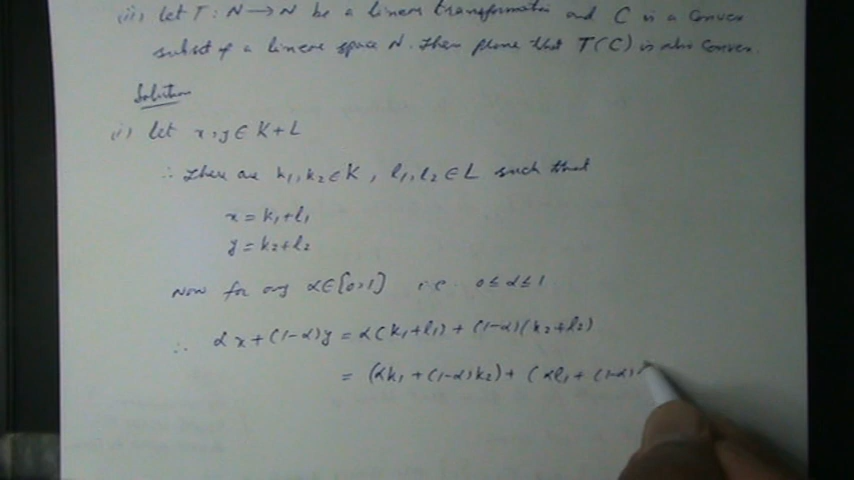 iii) Let T : N → N be a linear transformation and C is a convex
subset of a linear space N. Then prove that T(C) is also convex.
Solution
(i) let x, y ∈ K+L
∴ there are k₁, k₂ ∈ K, l₁, l₂ ∈ L such that
x = k₁+l₁
y = k₂+l₂
Now for any α∈[0,1] i.e. 0≤α≤1
∴ αx+(1-α)y = α(k₁+l₁) + (1-α)(k₂+l₂)
= (αk₁ + (1-α)k₂) + (αl₁ + (1-α)